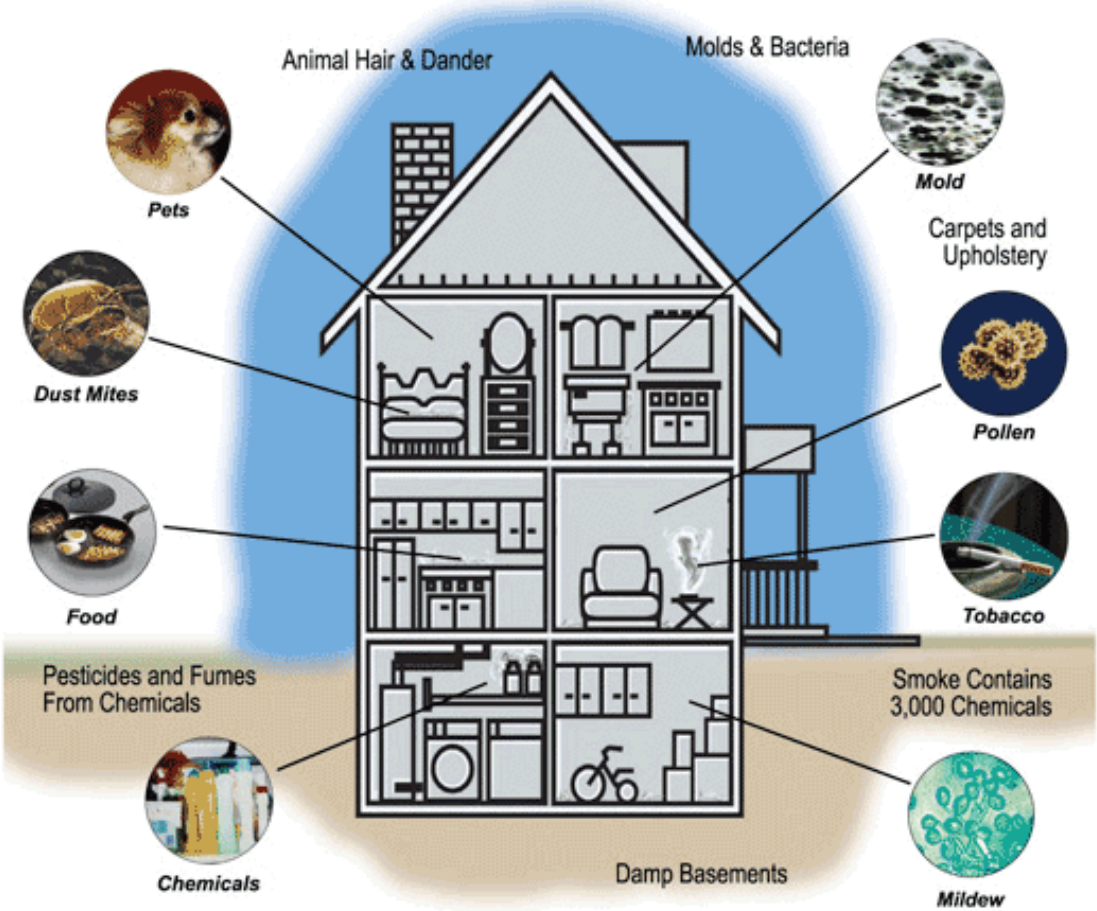 Animal Hair & Dander
Molds & Bacteria
Pets
Mold
Carpets and
Upholstery
Dust Mites
Pollen
Food
Tobacco
Pesticides and Fumes
From Chemicals
Smoke Contains
3,000 Chemicals
Chemicals
Damp Basements
Mildew